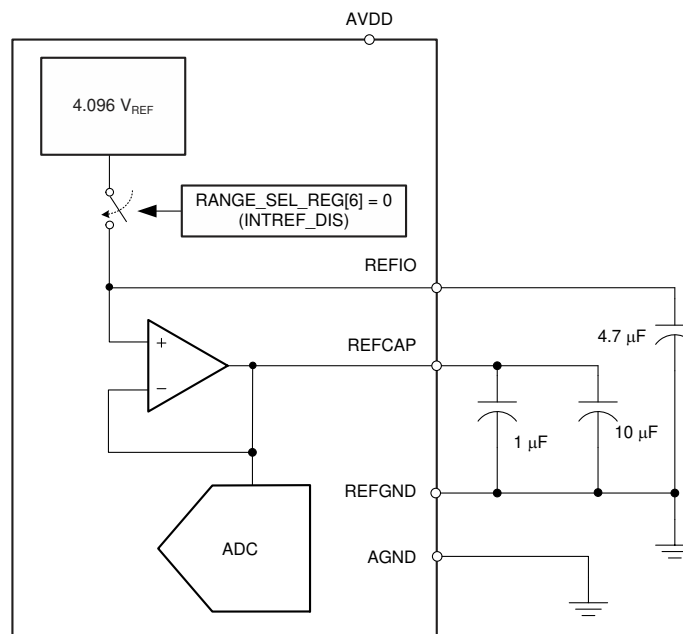 AVDD
4.096 VREF
RANGE_SEL_REG[6] = 0
(INTREF_DIS)
REFIO
4.7 μF
+
REFCAP
−
1 μF
10 μF
REFGND
ADC
AGND